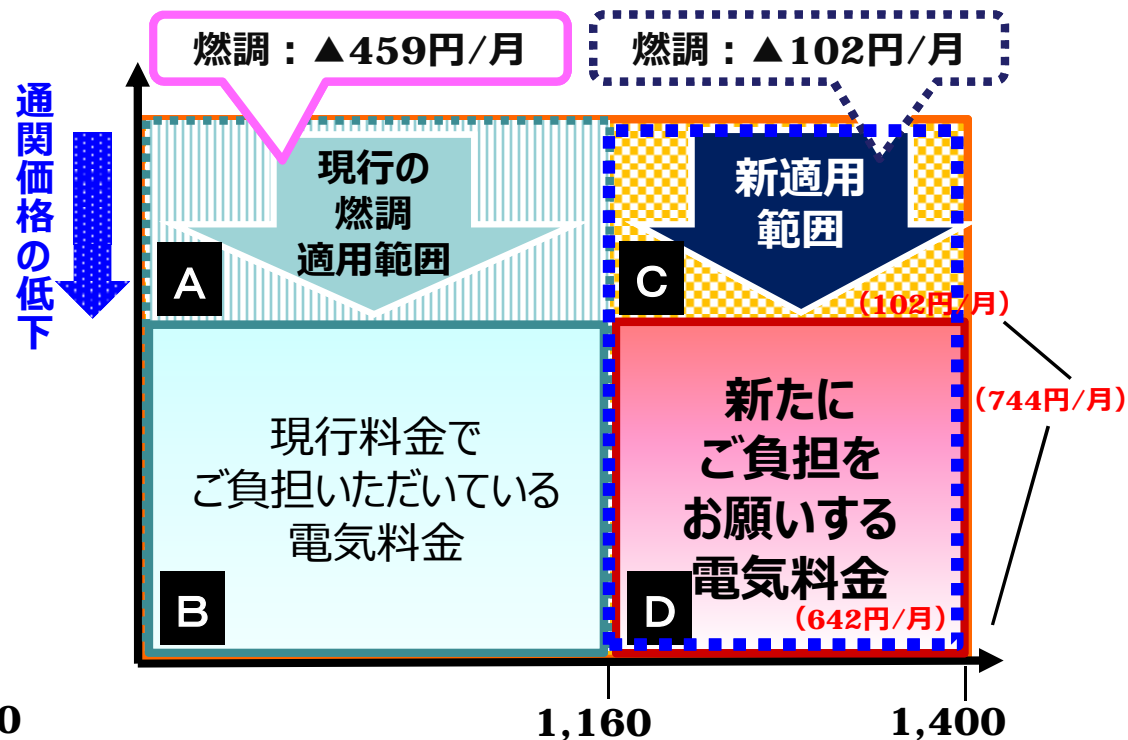 燃調：▲459円/月
燃調：▲102円/月
通関価格の低下
現行の
燃調
適用範囲
新適用
範囲
A
C
(102円/月)
(744円/月)
現行料金で
ご負担いただいている
電気料金
新たに
ご負担を
お願いする
電気料金
B
D
(642円/月)
0
1,160
1,400